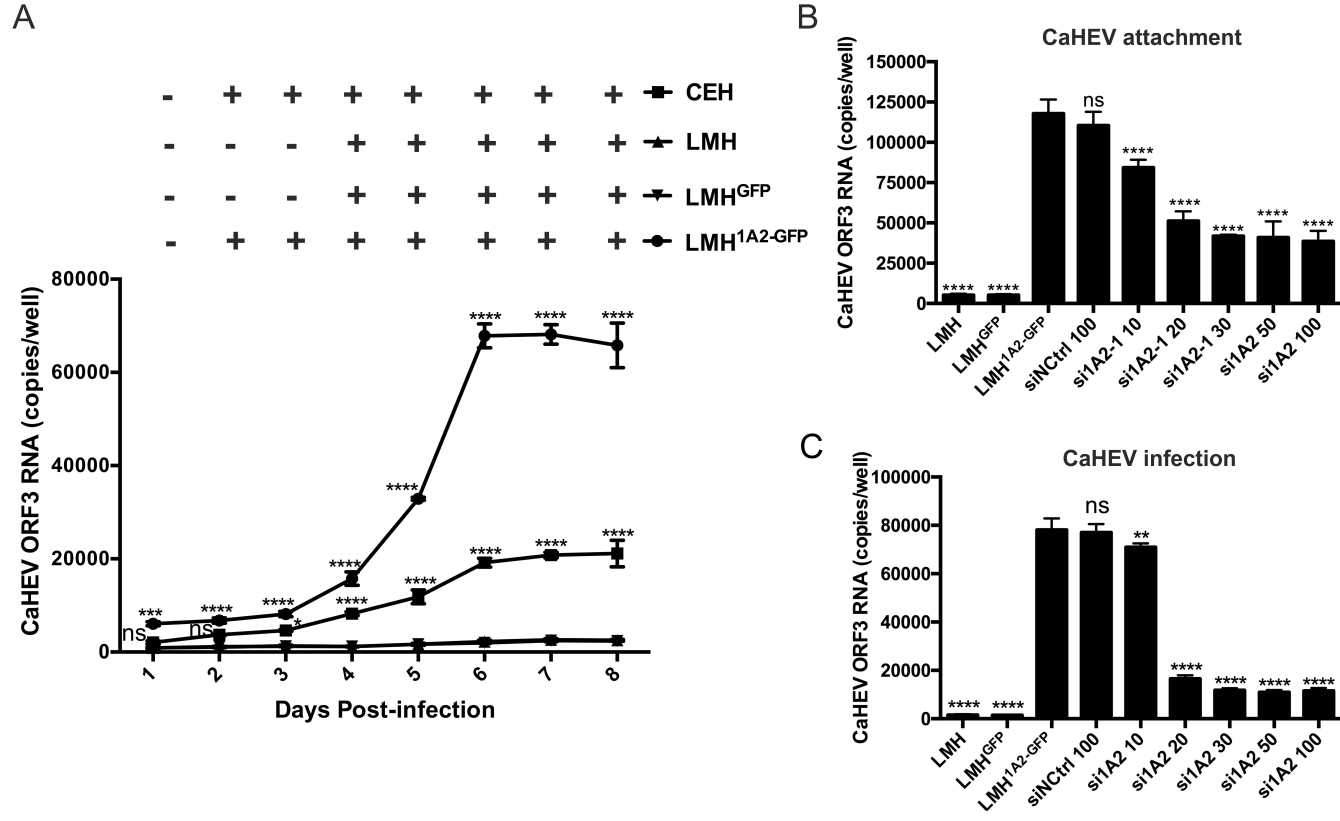 A
- + + + + + + + CEH
- - - + + + + + LMH
- - - + + + + + LMHGFP
- + + + + + + + LMH1A2-GFP
CaHEV ORF3 RNA (copies/well)
80000
60000
40000
20000
0
**** **** ****
****
****
**** **** ****
****
****
*** **** ****
ns ns *
1 2 3 4 5 6 7 8
Days Post-infection
B
CaHEV attachment
CaHEV ORF3 RNA (copies/well)
150000
125000
100000
75000
50000
25000
0
**** **** ns **** **** **** **** ****
LMH
LMHGFP
LMH1A2-GFP
siNCtrl 100
si1A2-1 10
si1A2-1 20
si1A2-1 30
si1A2 50
si1A2 100
C
CaHEV infection
CaHEV ORF3 RNA (copies/well)
100000
80000
60000
40000
20000
0
**** **** ns ** **** **** **** ****
LMH
LMHGFP
LMH1A2-GFP
siNCtrl 100
si1A2 10
si1A2 20
si1A2 30
si1A2 50
si1A2 100